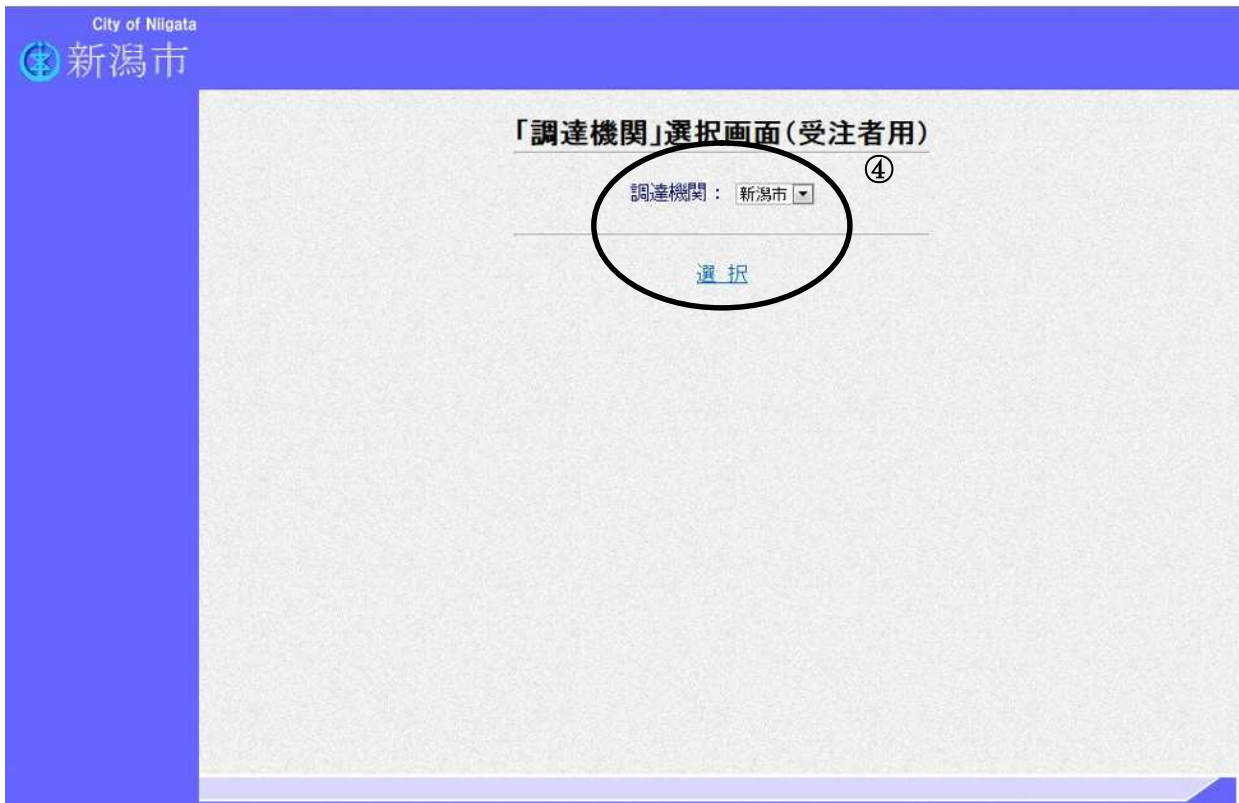 City of Niigata
新潟市
「調達機関」選択画面(受注者用)
④
調達機関： 新潟市
選 択